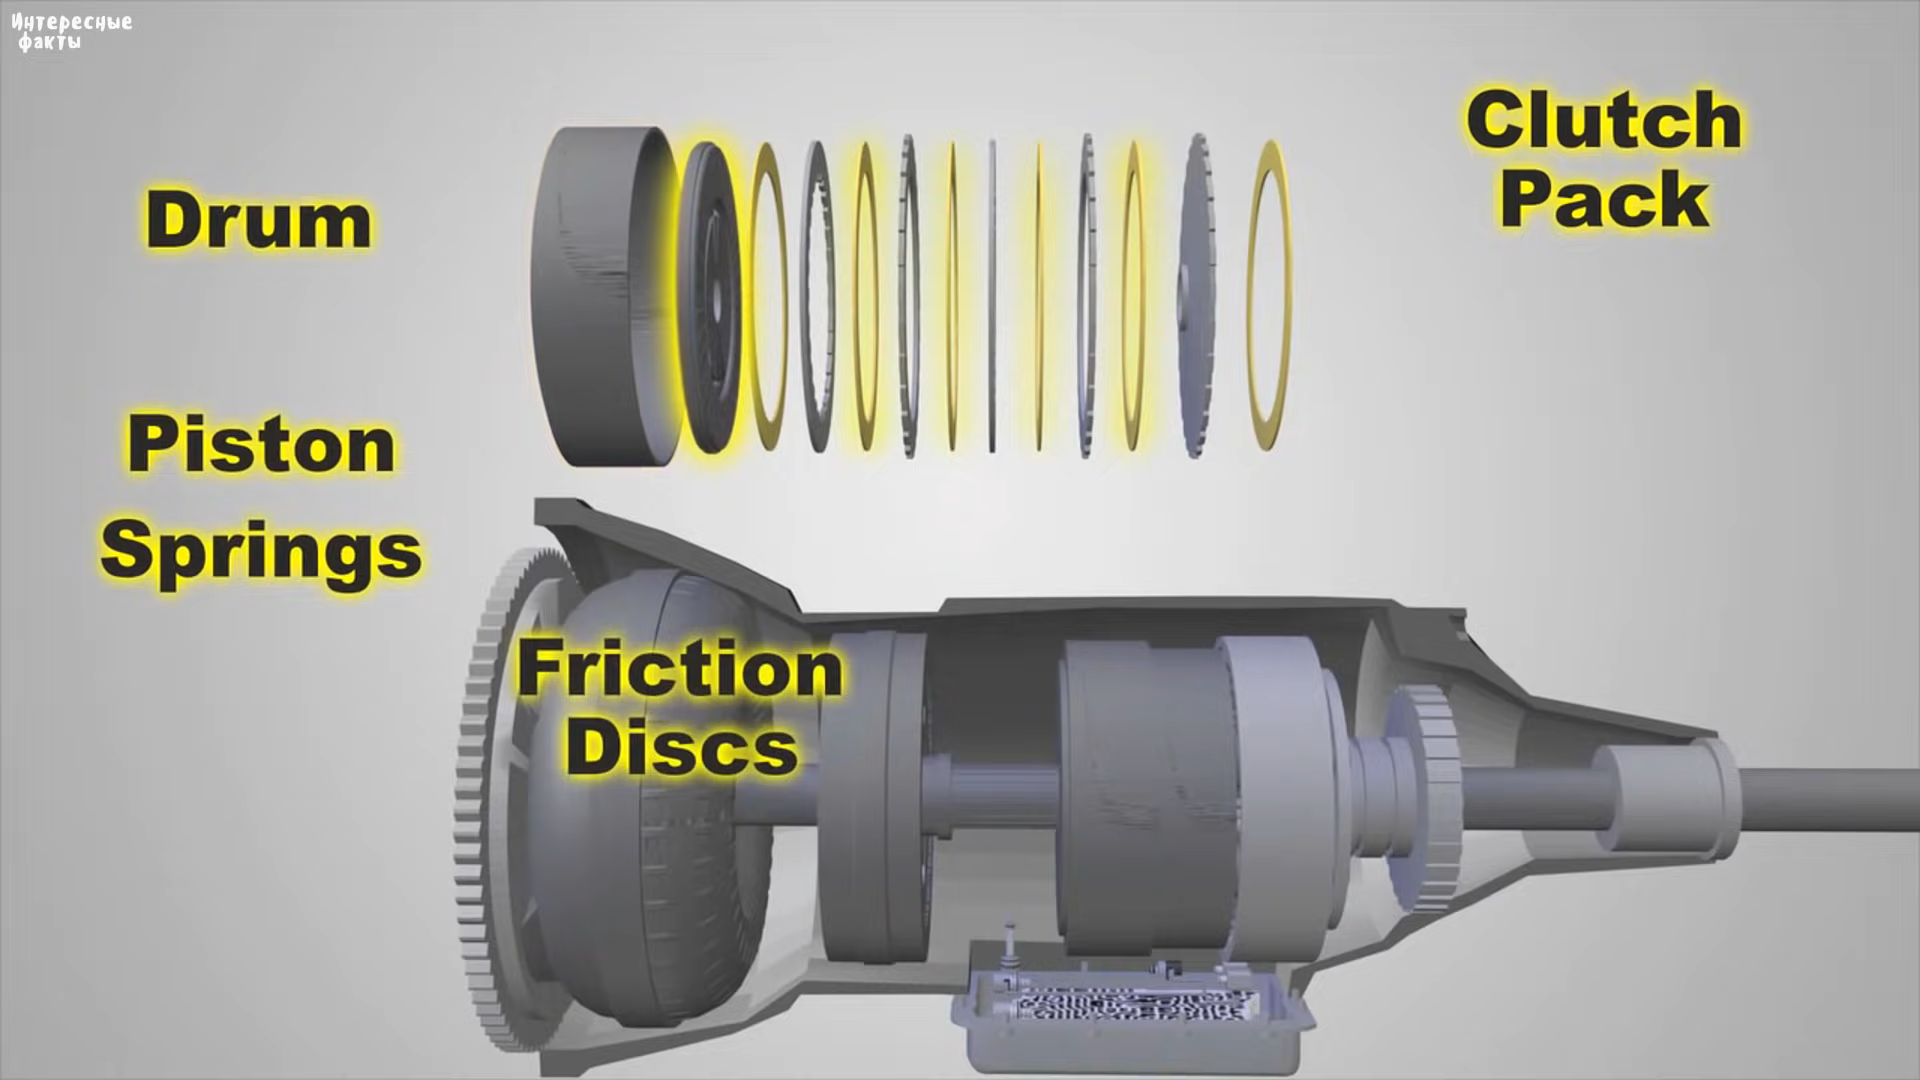 Интересные
факты
Clutch
Pack
Drum
Piston
Springs
Friction
Discs